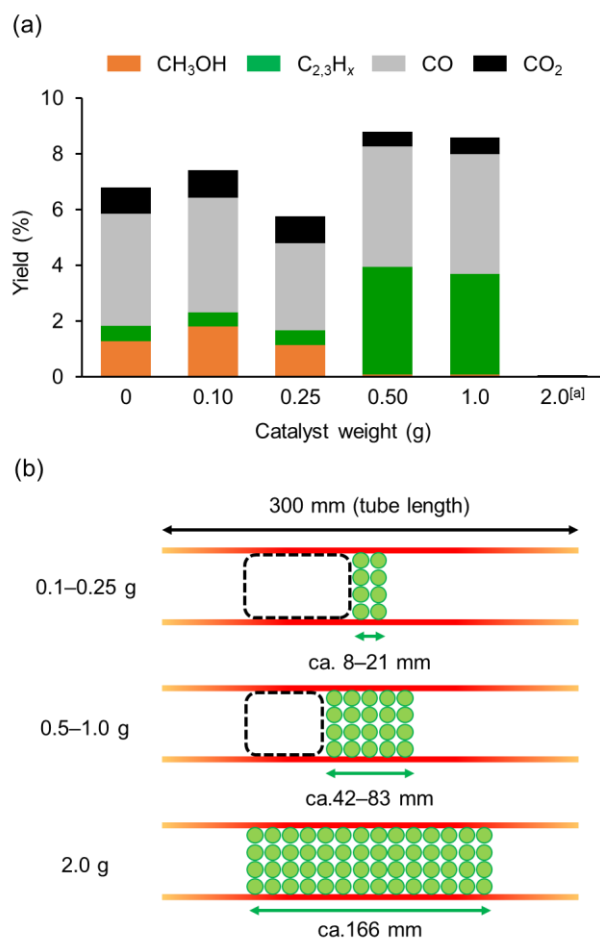 (a)
CH₃OH C₂,₃Hₓ CO CO₂
10
8
6
4
2
0
Yield (%)
0 0.10 0.25 0.50 1.0 2.0[a]
Catalyst weight (g)
(b)
300 mm (tube length)
0.1–0.25 g
ca. 8–21 mm
0.5–1.0 g
ca.42–83 mm
2.0 g
ca.166 mm